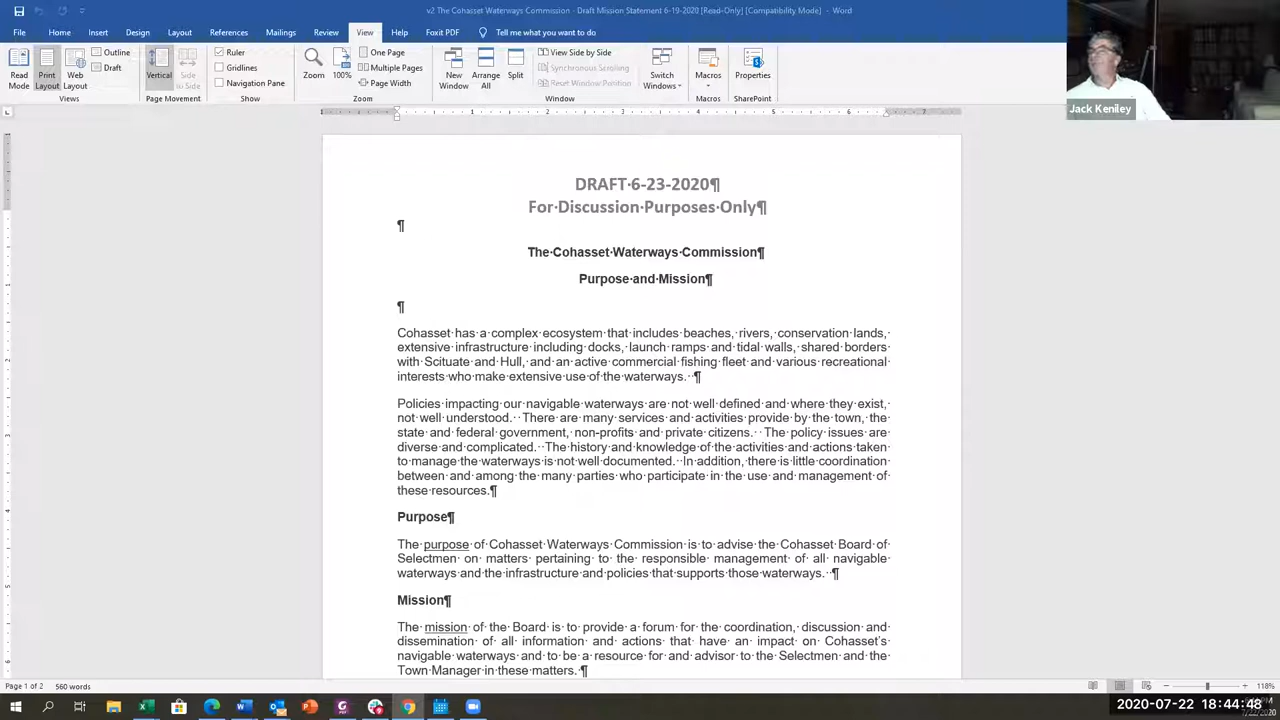 v2 The Cohasset Waterways Commission - Draft Mission Statement 6-19-2020 [Read-Only] [Compatibility Mode] - Word
File Home Insert Design Layout References Mailings Review View Help Foxit PDF Tell me what you want to do
Read Mode Print Layout Web Layout Outline Draft
Views
Vertical Side to Side
Page Movement
Ruler
Gridlines
Navigation Pane
Show
Zoom 100% One Page
Multiple Pages
Page Width
Zoom
New Window Arrange All Split
View Side by Side
Synchronous Scrolling
Reset Window Position
Switch Windows
Window
Macros
Macros
Properties
SharePoint
Jack Keniley
1 1 2 3 4 5 6 7
DRAFT·6-23-2020¶
For·Discussion·Purposes·Only¶
¶
The·Cohasset·Waterways·Commission¶
Purpose·and·Mission¶
¶
Cohasset·has·a·complex·ecosystem·that·includes·beaches,·rivers,·conservation·lands,·
extensive·infrastructure·including·docks,·launch·ramps·and·tidal·walls,·shared·borders·
with·Scituate·and·Hull,·and·an·active·commercial·fishing·fleet·and·various·recreational·
interests·who·make·extensive·use·of·the·waterways.··¶
Policies·impacting·our·navigable·waterways·are·not·well·defined·and·where·they·exist,·
not·well·understood.··There·are·many·services·and·activities·provide·by·the·town,·the·
state·and·federal·government,·non-profits·and·private·citizens.··The·policy·issues·are·
diverse·and·complicated.··The·history·and·knowledge·of·the·activities·and·actions·taken·
to·manage·the·waterways·is·not·well·documented.··In·addition,·there·is·little·coordination·
between·and·among·the·many·parties·who·participate·in·the·use·and·management·of·
these·resources.¶
Purpose¶
The·purpose·of·Cohasset·Waterways·Commission·is·to·advise·the·Cohasset·Board·of·
Selectmen·on·matters·pertaining·to·the·responsible·management·of·all·navigable·
waterways·and·the·infrastructure·and·policies·that·supports·those·waterways.··¶
Mission¶
The·mission·of·the·Board·is·to·provide·a·forum·for·the·coordination,·discussion·and·
dissemination·of·all·information·and·actions·that·have·an·impact·on·Cohasset's·
navigable·waterways·and·to·be·a·resource·for·and·advisor·to·the·Selectmen·and·the·
Town·Manager·in·these·matters.·¶
Page 1 of 2 560 words
118%
2020-07-22 18:44:48